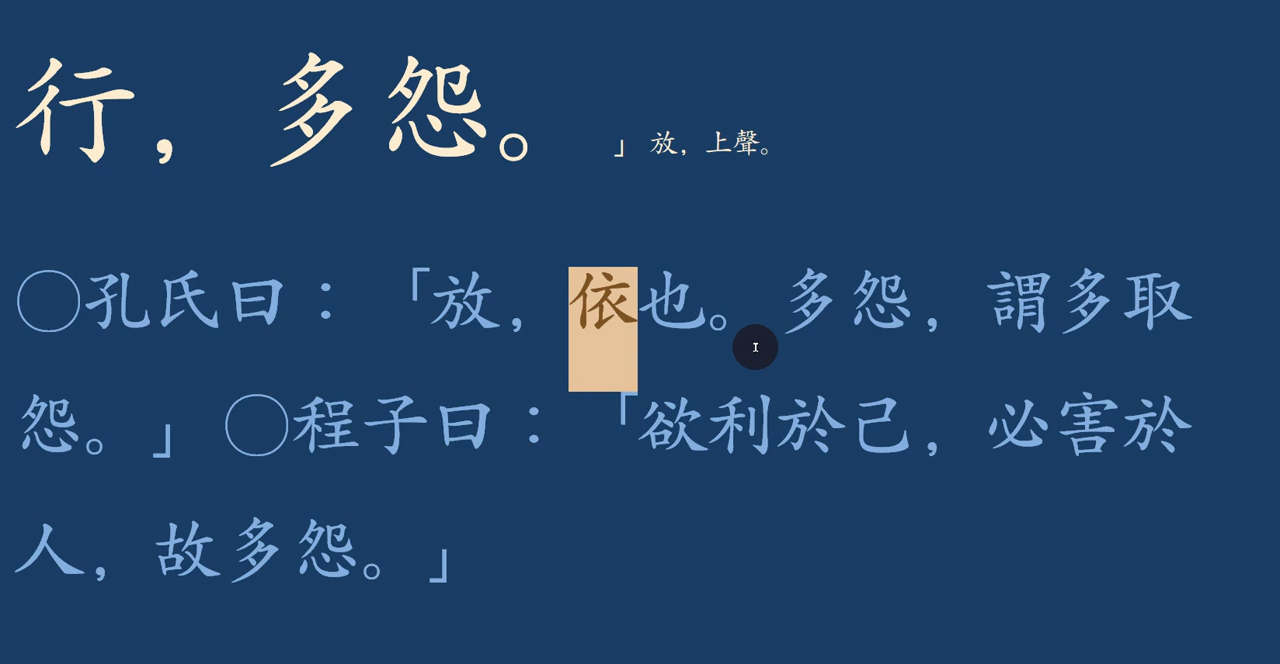 行，多怨。」放，上聲。
◯孔氏曰：「放，依也。多怨，謂多取
怨。」◯程子曰：「欲利於己，必害於
人，故多怨。」